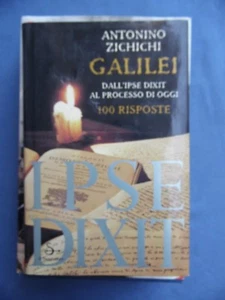 ANTONINO
ZICHICHI
GALILEI
DALL'IPSE DIXIT
AL PROCESSO DI OGGI
100 RISPOSTE
IPSE
DIXIT